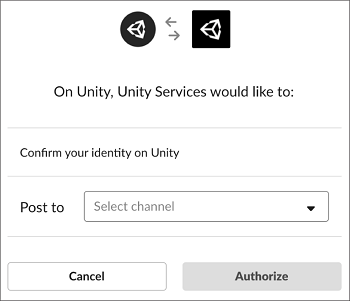 On Unity, Unity Services would like to:
Confirm your identity on Unity
Post to Select channel
Cancel Authorize